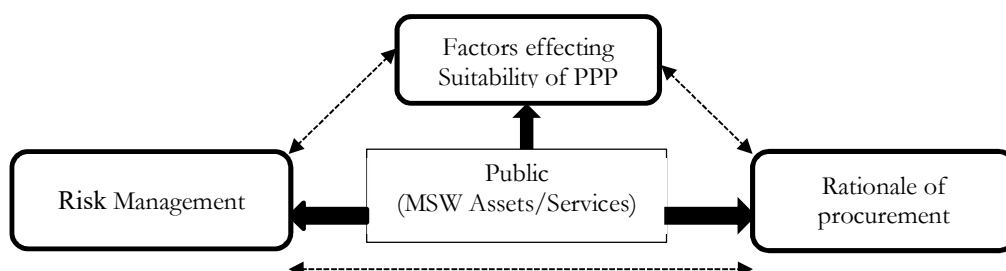 Factors effecting
Suitability of PPP
Public
(MSW Assets/Services)
Risk Management
Rationale of
procurement